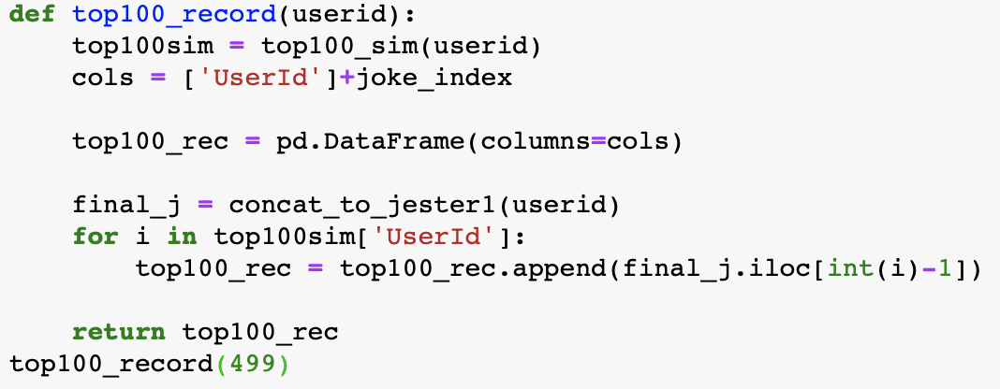 def top100_record(userid):
    top100sim = top100_sim(userid)
    cols = ['UserId']+joke_index

    top100_rec = pd.DataFrame(columns=cols)

    final_j = concat_to_jester1(userid)
    for i in top100sim['UserId']:
        top100_rec = top100_rec.append(final_j.iloc[int(i)-1])

    return top100_rec
top100_record(499)